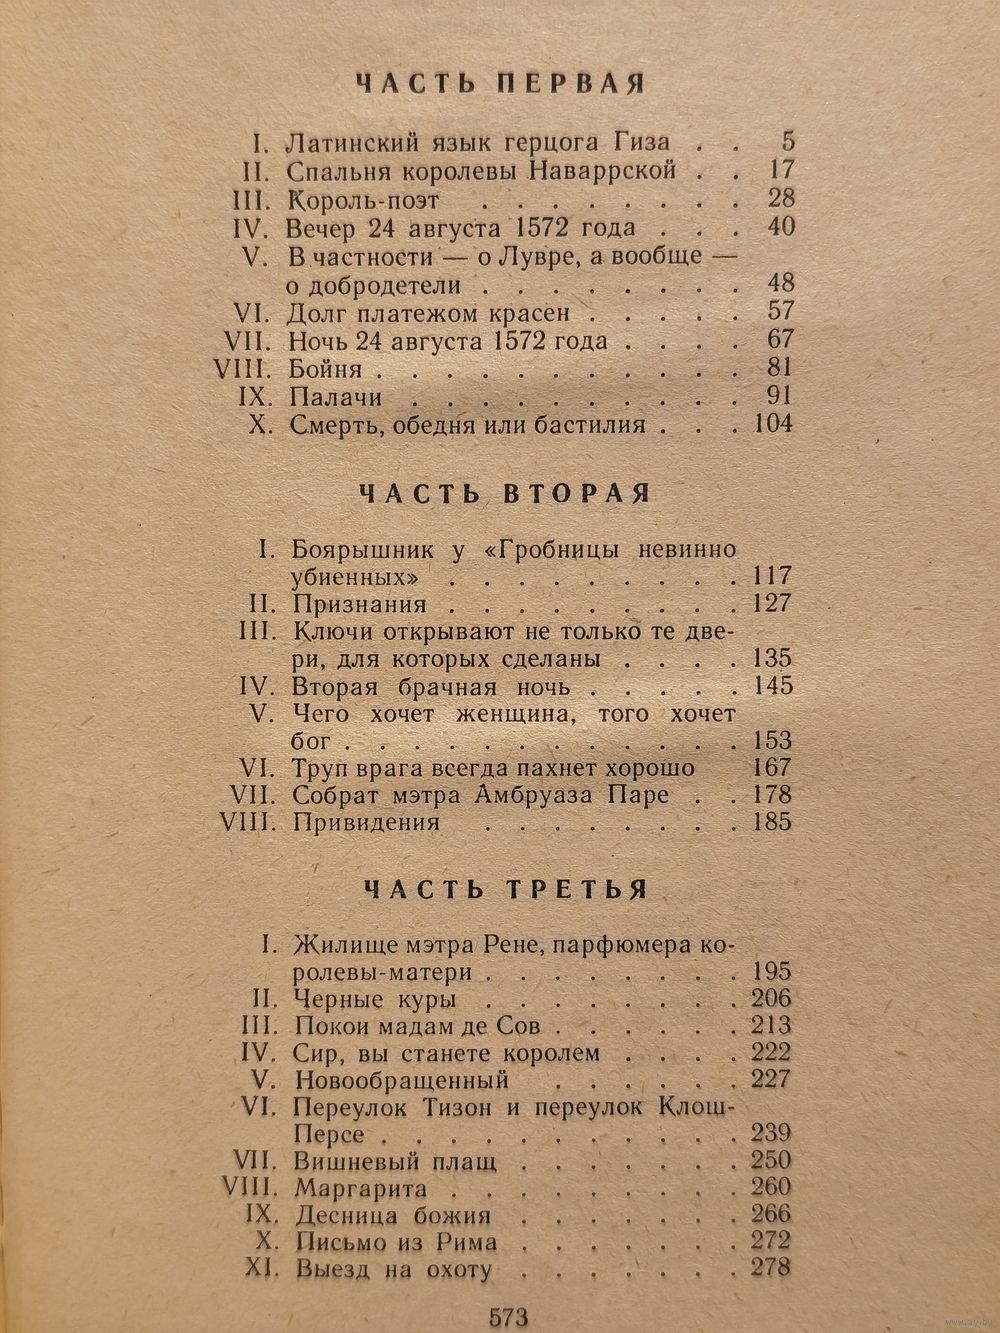 ЧАСТЬ ПЕРВАЯ
I. Латинский язык герцога Гиза . . 5
II. Спальня королевы Наваррской . . 17
III. Король-поэт . . . . . . . . 28
IV. Вечер 24 августа 1572 года . . . 40
V. В частности — о Лувре, а вообще —
о добродетели . . . . . . . . 48
VI. Долг платежом красен . . . . . 57
VII. Ночь 24 августа 1572 года . . . . 67
VIII. Бойня . . . . . . . . . . . 81
IX. Палачи . . . . . . . . . . 91
X. Смерть, обедня или бастилия . . . 104
ЧАСТЬ ВТОРАЯ
I. Боярышник у «Гробницы невинно
убиенных» . . . . . . . . . 117
II. Признания . . . . . . . . . 127
III. Ключи открывают не только те две-
ри, для которых сделаны . . . . 135
IV. Вторая брачная ночь . . . . . 145
V. Чего хочет женщина, того хочет
бог . . . . . . . . . . . . 153
VI. Труп врага всегда пахнет хорошо 167
VII. Собрат мэтра Амбруаза Паре . . 178
VIII. Привидения . . . . . . . . 185
ЧАСТЬ ТРЕТЬЯ
I. Жилище мэтра Рене, парфюмера ко-
ролевы-матери . . . . . . . . 195
II. Черные куры . . . . . . . . 206
III. Покои мадам де Сов . . . . . . 213
IV. Сир, вы станете королем . . . . 222
V. Новообращенный . . . . . . 227
VI. Переулок Тизон и переулок Клош-
Персе . . . . . . . . . . . 239
VII. Вишневый плащ . . . . . . . 250
VIII. Маргарита . . . . . . . . . 260
IX. Десница божия . . . . . . . 266
X. Письмо из Рима . . . . . . . 272
XI. Выезд на охоту . . . . . . . 278
573
www.ay.by